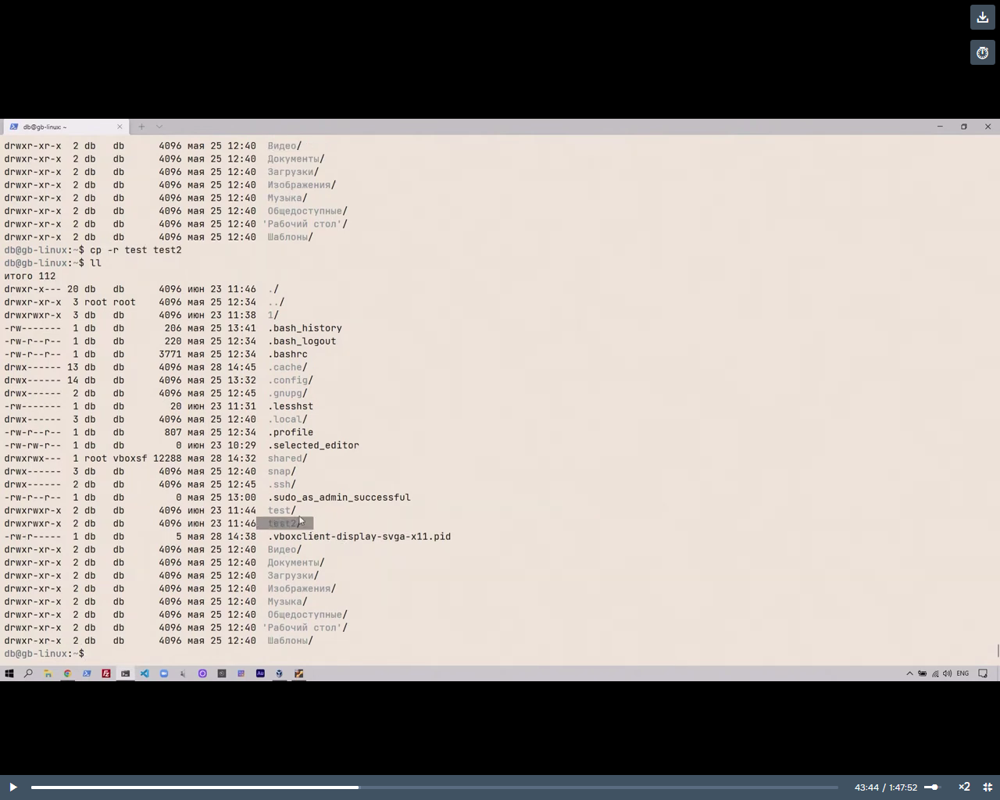 db@gb-linux: ~
drwxr-xr-x 2 db db 4096 мая 25 12:40 Видео/
drwxr-xr-x 2 db db 4096 мая 25 12:40 Документы/
drwxr-xr-x 2 db db 4096 мая 25 12:40 Загрузки/
drwxr-xr-x 2 db db 4096 мая 25 12:40 Изображения/
drwxr-xr-x 2 db db 4096 мая 25 12:40 Музыка/
drwxr-xr-x 2 db db 4096 мая 25 12:40 Общедоступные/
drwxr-xr-x 2 db db 4096 мая 25 12:40 'Рабочий стол'/
drwxr-xr-x 2 db db 4096 мая 25 12:40 Шаблоны/
db@gb-linux:~$ cp -r test test2
db@gb-linux:~$ ll
итого 112
drwxr-x--- 20 db db 4096 июн 23 11:46 ./
drwxr-xr-x 3 root root 4096 мая 25 12:34 ../
drwxrwxr-x 3 db db 4096 июн 23 11:38 1/
-rw------- 1 db db 206 мая 25 13:41 .bash_history
-rw-r--r-- 1 db db 220 мая 25 12:34 .bash_logout
-rw-r--r-- 1 db db 3771 мая 25 12:34 .bashrc
drwx------ 13 db db 4096 мая 28 14:45 .cache/
drwx------ 14 db db 4096 мая 25 13:32 .config/
drwx------ 2 db db 4096 мая 25 12:45 .gnupg/
-rw------- 1 db db 20 июн 23 11:31 .lesshst
drwx------ 3 db db 4096 мая 25 12:40 .local/
-rw-r--r-- 1 db db 807 мая 25 12:34 .profile
-rw-rw-r-- 1 db db 0 июн 23 10:29 .selected_editor
drwxrwx--- 1 root vboxsf 12288 мая 28 14:32 shared/
drwx------ 3 db db 4096 мая 25 12:40 snap/
drwx------ 2 db db 4096 мая 25 12:45 .ssh/
-rw-r--r-- 1 db db 0 мая 25 13:00 .sudo_as_admin_successful
drwxrwxr-x 2 db db 4096 июн 23 11:44 test/
drwxrwxr-x 2 db db 4096 июн 23 11:46 test2/
-rw-r----- 1 db db 5 мая 28 14:38 .vboxclient-display-svga-x11.pid
drwxr-xr-x 2 db db 4096 мая 25 12:40 Видео/
drwxr-xr-x 2 db db 4096 мая 25 12:40 Документы/
drwxr-xr-x 2 db db 4096 мая 25 12:40 Загрузки/
drwxr-xr-x 2 db db 4096 мая 25 12:40 Изображения/
drwxr-xr-x 2 db db 4096 мая 25 12:40 Музыка/
drwxr-xr-x 2 db db 4096 мая 25 12:40 Общедоступные/
drwxr-xr-x 2 db db 4096 мая 25 12:40 'Рабочий стол'/
drwxr-xr-x 2 db db 4096 мая 25 12:40 Шаблоны/
db@gb-linux:~$
Au ENG
43:44 / 1:47:52 ×2